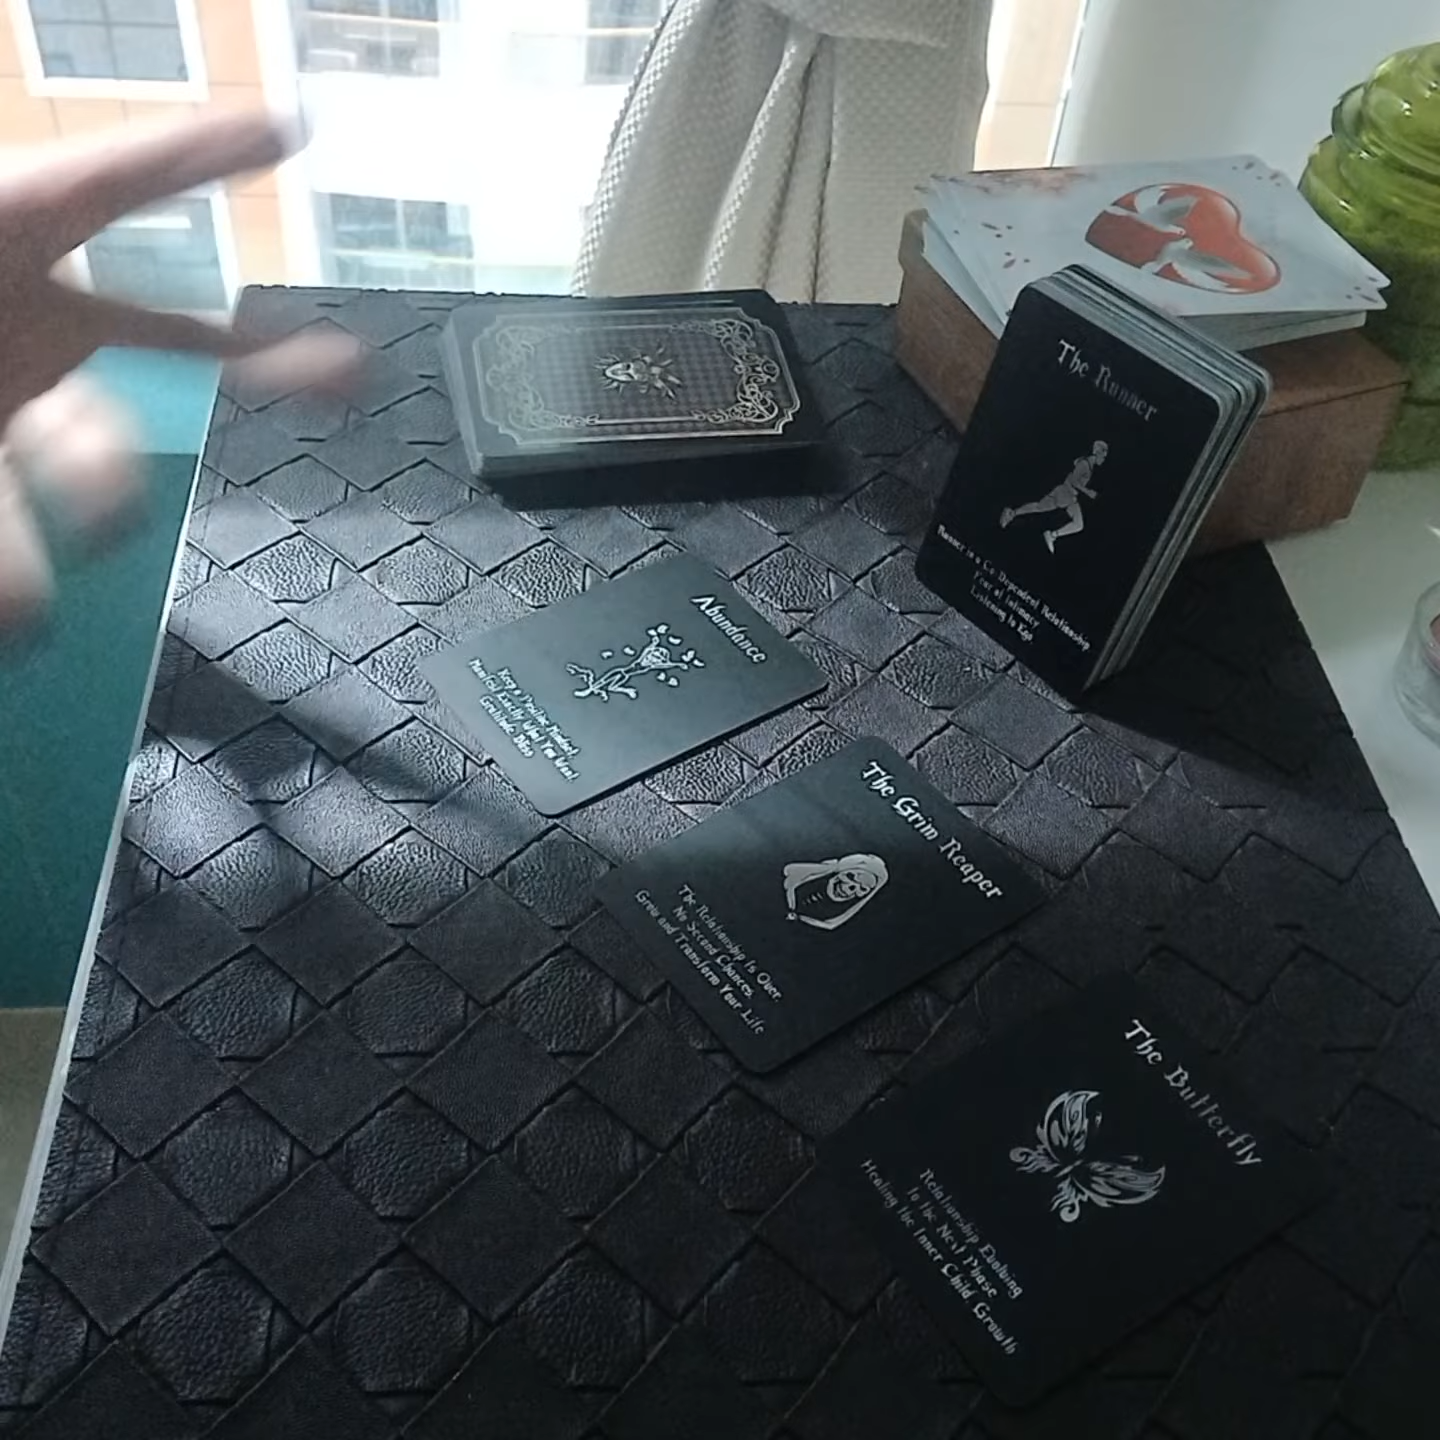 The Runner
Runner in a Co Dependent Relationship
Fear of Intimacy
Listening to Ego
Abundance
Keep a Positive Mindset
Manifest Exactly What You Want
Gratitude
The Grim Reaper
The Relationship Is Over.
No Second Chances.
Grow and Transform Your Life
The Butterfly
Relationship Evolving
To the Next Phase
Healing the Inner Child Growth